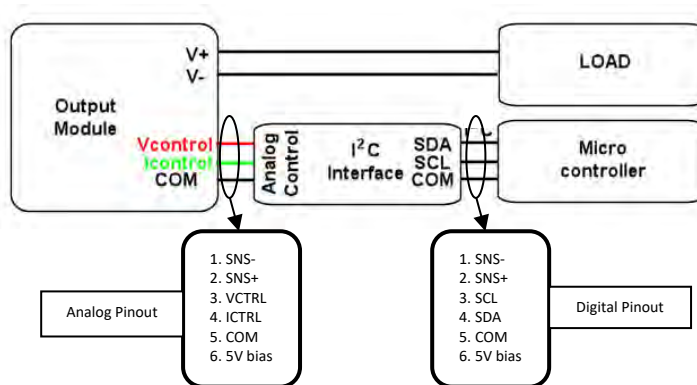 V+
V-
LOAD
Output
Module
Vcontrol
Icontrol
COM
Analog
Control
I²C
Interface
SDA
SCL
COM
Micro
controller
1. SNS-
2. SNS+
3. VCTRL
4. ICTRL
5. COM
6. 5V bias
Analog Pinout
1. SNS-
2. SNS+
3. SCL
4. SDA
5. COM
6. 5V bias
Digital Pinout